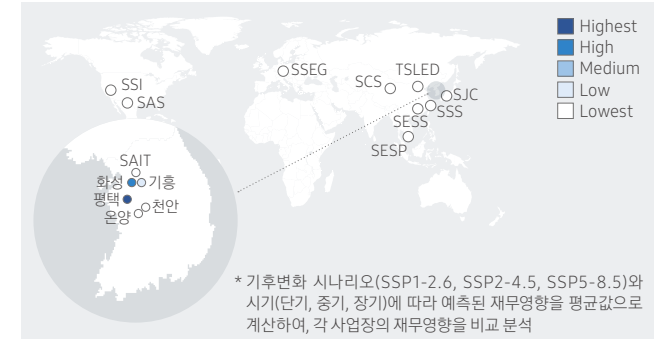 Highest
High
Medium
Low
Lowest
SSI
SAS
SSEG
SCS
TSLED
SJC
SSS
SESS
SESP
SAIT
화성
기흥
평택
천안
온양
* 기후변화 시나리오(SSP1-2.6, SSP2-4.5, SSP5-8.5)와
시기(단기, 중기, 장기)에 따라 예측된 재무영향을 평균값으로
계산하여, 각 사업장의 재무영향을 비교 분석